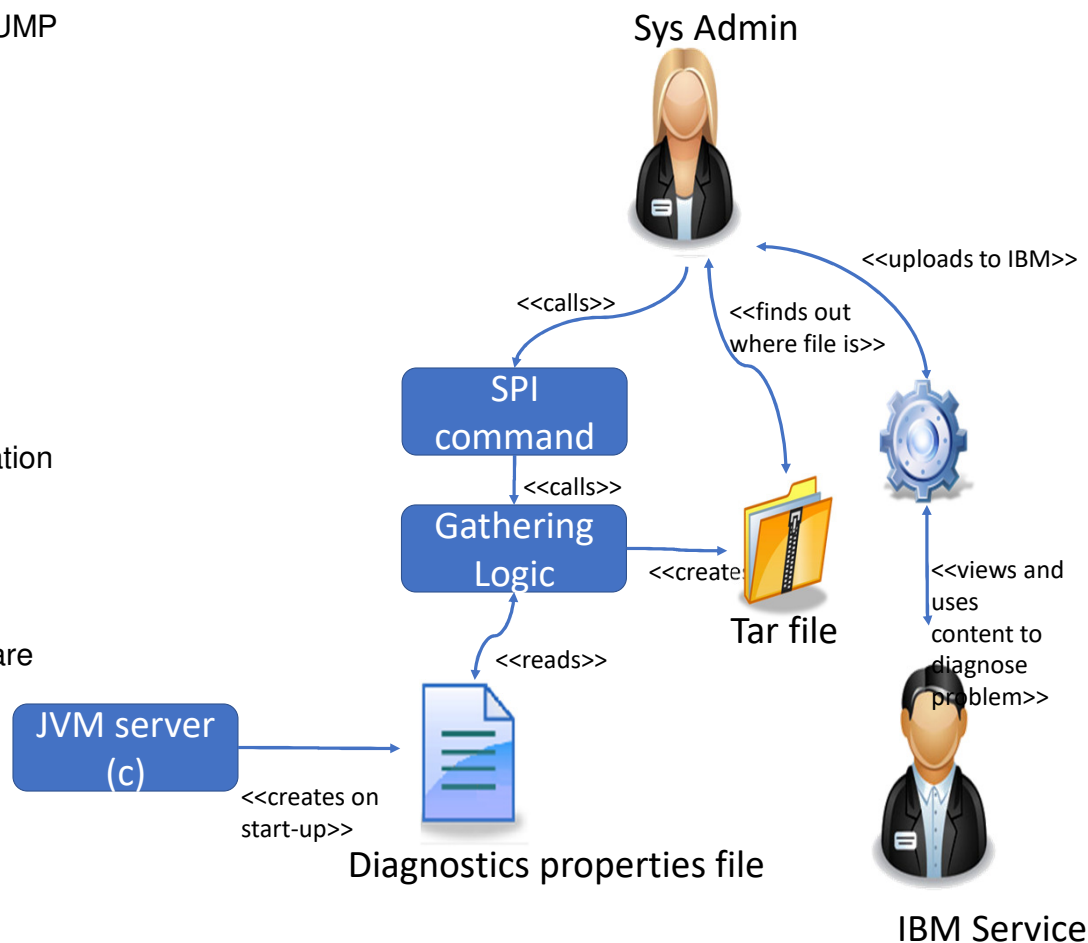 UMP
Sys Admin
<<uploads to IBM>>
<<calls>>
<<finds out
where file is>>
SPI
command
ation
<<calls>>
Gathering
Logic
<<create
<<views and
uses
content to
diagnose
problem>>
Tar file
are
<<reads>>
JVM server
(c)
<<creates on
start-up>>
Diagnostics properties file
IBM Service